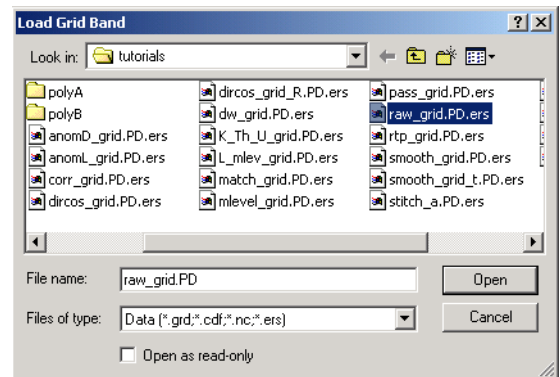 Load Grid Band
Look in: tutorials
polyA
polyB
anomD_grid.PD.ers
anomL_grid.PD.ers
corr_grid.PD.ers
dircos_grid.PD.ers
dircos_grid_R.PD.ers
dw_grid.PD.ers
K_Th_U_grid.PD.ers
L_mlev_grid.PD.ers
match_grid.PD.ers
mlevel_grid.PD.ers
pass_grid.PD.ers
raw_grid.PD.ers
rtp_grid.PD.ers
smooth_grid.PD.ers
smooth_grid_t.PD.ers
stitch_a.PD.ers
File name: raw_grid.PD Open
Files of type: Data (*.grd;*.cdf;*.nc;*.ers) Cancel
Open as read-only